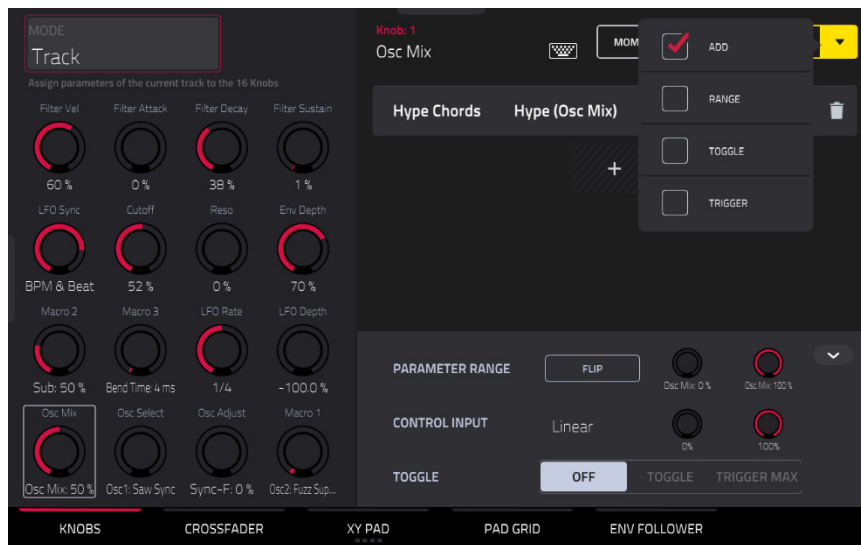 MODE
Track
Assign parameters of the current track to the 16 Knobs
Filter Vel Filter Attack Filter Decay Filter Sustain
60 % 0 % 38 % 1 %
LFO Sync Cutoff Reso Env Depth
BPM & Beat 52 % 0 % 70 %
Macro 2 Macro 3 LFO Rate LFO Depth
Sub: 50 % Bend Time: 4 ms 1/4 -100.0 %
Osc Mix Osc Select Osc Adjust Macro 1
Osc Mix: 50 % Osc1: Saw Sync Sync-F: 0 % Osc2: Fuzz Sup...
Knob: 1
Osc Mix
MOM
ADD
RANGE
TOGGLE
TRIGGER
Hype Chords Hype (Osc Mix)
+
PARAMETER RANGE FLIP Osc Mix: 0 % Osc Mix: 100 %
CONTROL INPUT Linear 0% 100%
TOGGLE OFF TOGGLE TRIGGER MAX
KNOBS CROSSFADER XY PAD PAD GRID ENV FOLLOWER